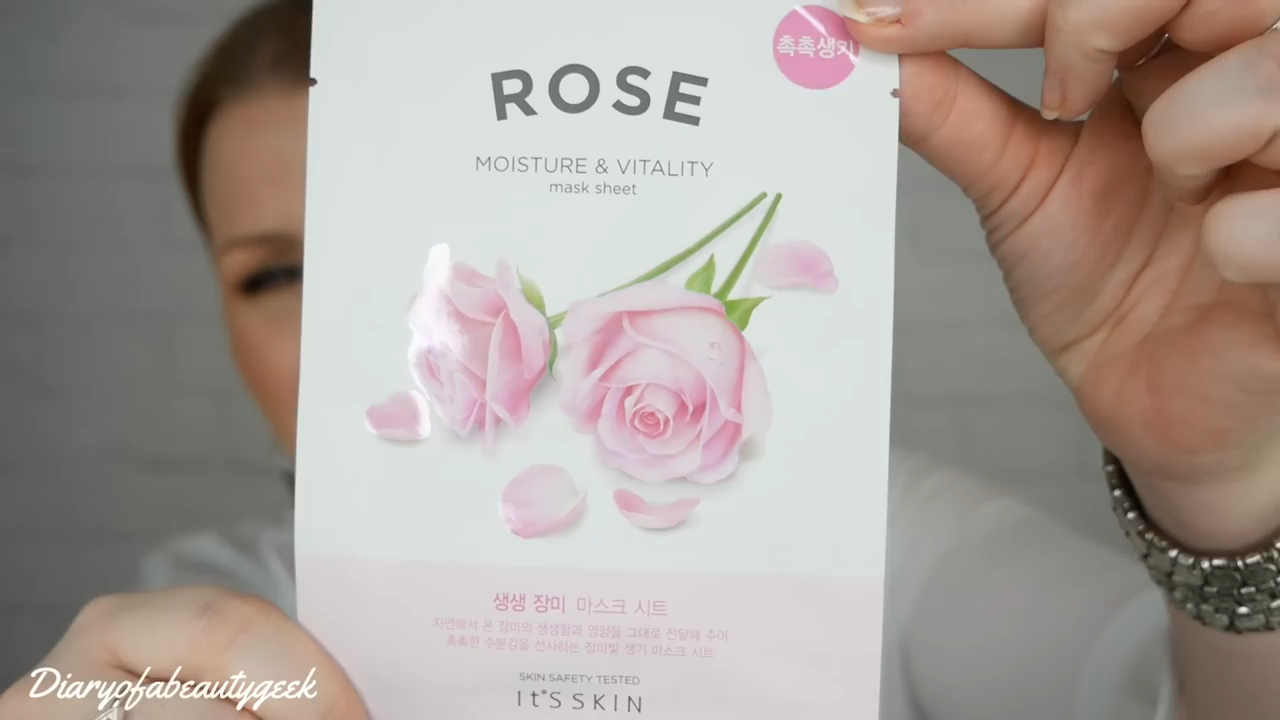 촉촉생기
ROSE
MOISTURE & VITALITY
mask sheet
생생 장미 마스크 시트
자연에서 온 장미의 생생함과 영양을 그대로 전달해 주어
촉촉한 수분감을 선사하는 장미빛 생기 마스크 시트
SKIN SAFETY TESTED
It'S SKIN
Diaryofabeautygeek